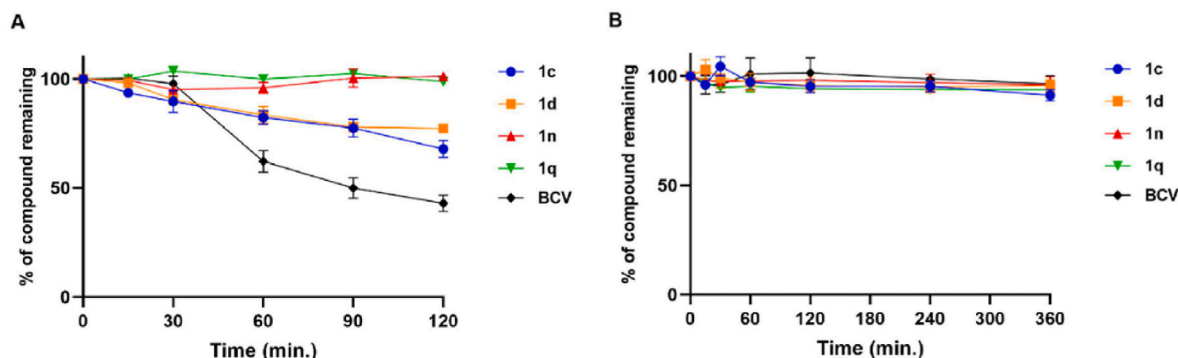 A
% of compound remaining
100
50
0
0
30
60
90
120
Time (min.)
1c
1d
1n
1q
BCV
B
% of compound remaining
100
50
0
0
60
120
180
240
300
360
Time (min.)
1c
1d
1n
1q
BCV